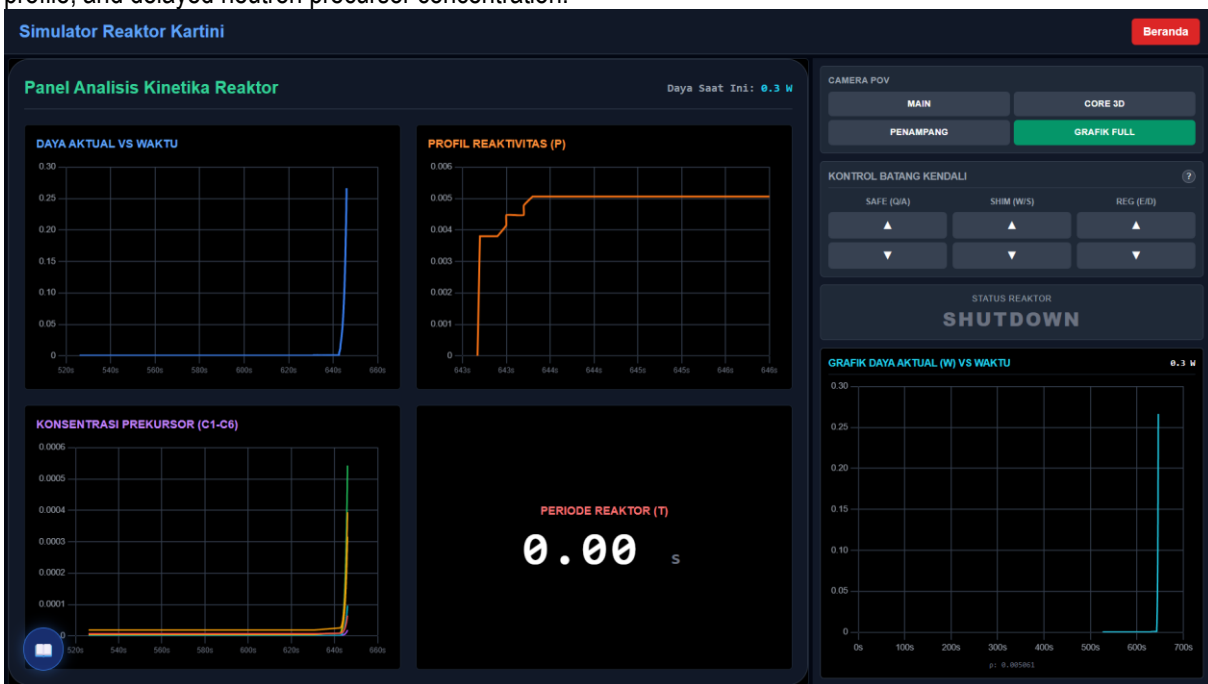 profile, and delayed neutron precursor concentration.
Simulator Reaktor Kartini
Beranda
Panel Analisis Kinetika Reaktor
Daya Saat Ini: 0.3 W
DAYA AKTUAL VS WAKTU
0.30
0.25
0.20
0.15
0.10
0.05
0
520s 540s 560s 580s 600s 620s 640s 660s
PROFIL REAKTIVITAS (P)
0.006
0.005
0.004
0.003
0.002
0.001
0
643s 643s 644s 644s 645s 645s 646s 646s
KONSENTRASI PREKURSOR (C1-C6)
0.0006
0.0005
0.0004
0.0003
0.0002
0.0001
0
520s 540s 560s 580s 600s 620s 640s 660s
PERIODE REAKTOR (T)
0.00 s
CAMERA POV
MAIN CORE 3D
PENAMPANG GRAFIK FULL
KONTROL BATANG KENDALI ?
SAFE (Q/A) SHIM (W/S) REG (E/D)
▲ ▲ ▲
▼ ▼ ▼
STATUS REAKTOR
SHUTDOWN
GRAFIK DAYA AKTUAL (W) VS WAKTU 0.3 W
0.30
0.25
0.20
0.15
0.10
0.05
0
0s 100s 200s 300s 400s 500s 600s 700s
p: 0.005061